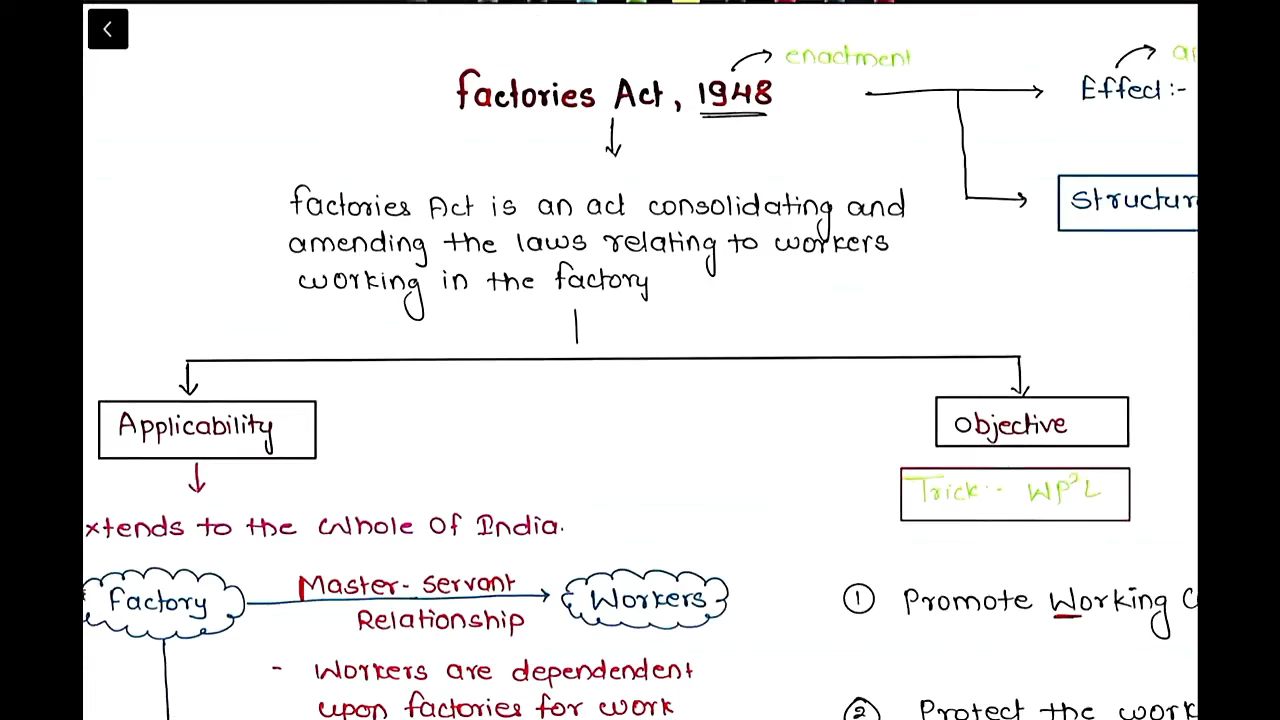 enactment
Factories Act, 1948
Effect :-
Factories Act is an act consolidating and
amending the laws relating to workers
working in the factory
Applicability
Objective
Trick :- WP³L
xtends to the whole of India.
Factory
Master-Servant
Relationship
Workers
- Workers are dependent
upon factories for work
① Promote Working
② Protect the work